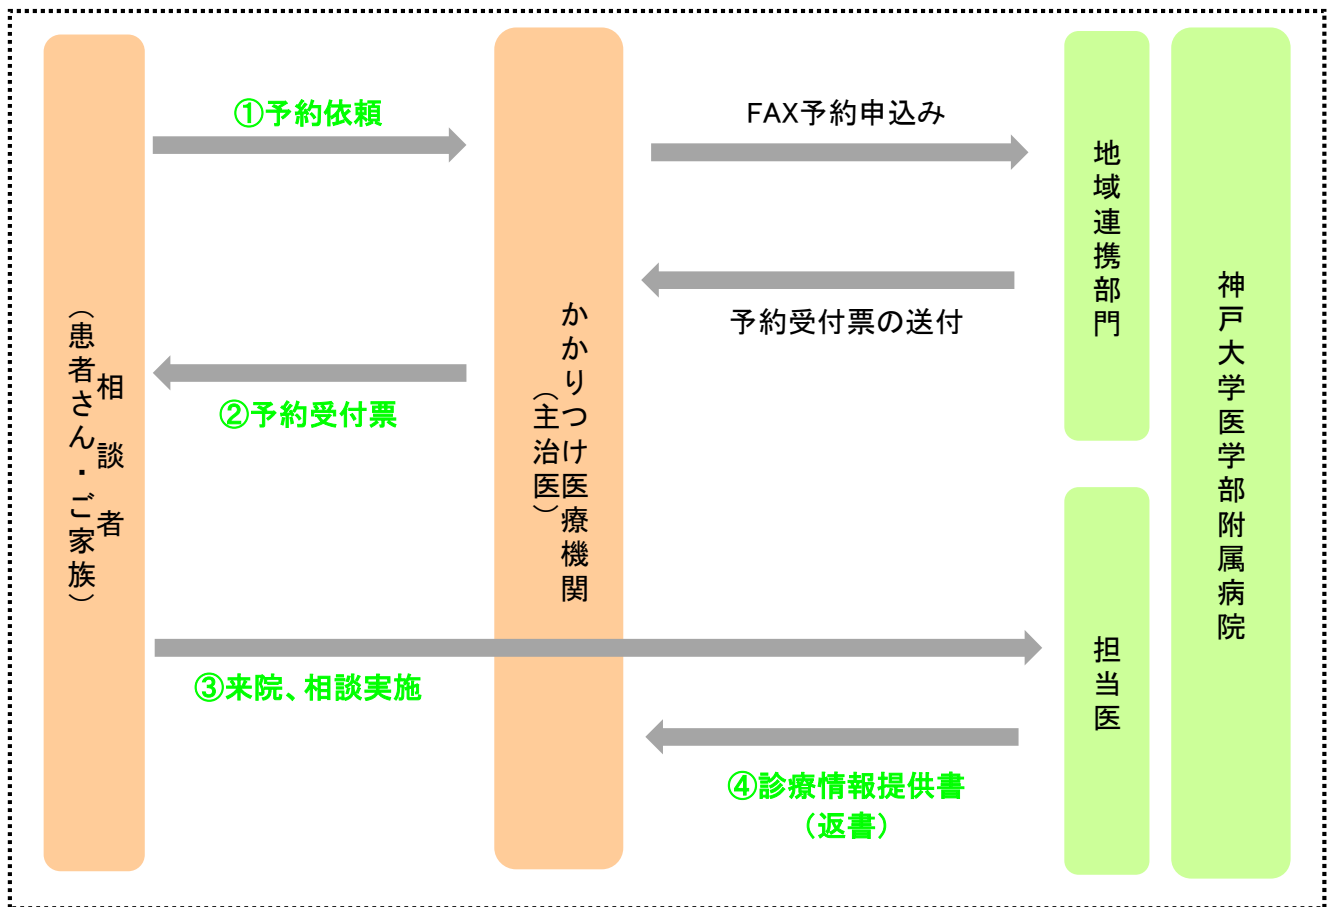 ①予約依頼
FAX予約申込み
予約受付票の送付
②予約受付票
③来院、相談実施
④診療情報提供書
（返書）
相談者
（患者さん・ご家族）
かかりつけ医療機関
（主治医）
地域連携部門
担当医
神戸大学医学部附属病院